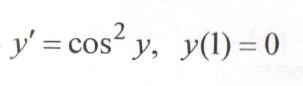 y′ = cos² y, y(1) = 0